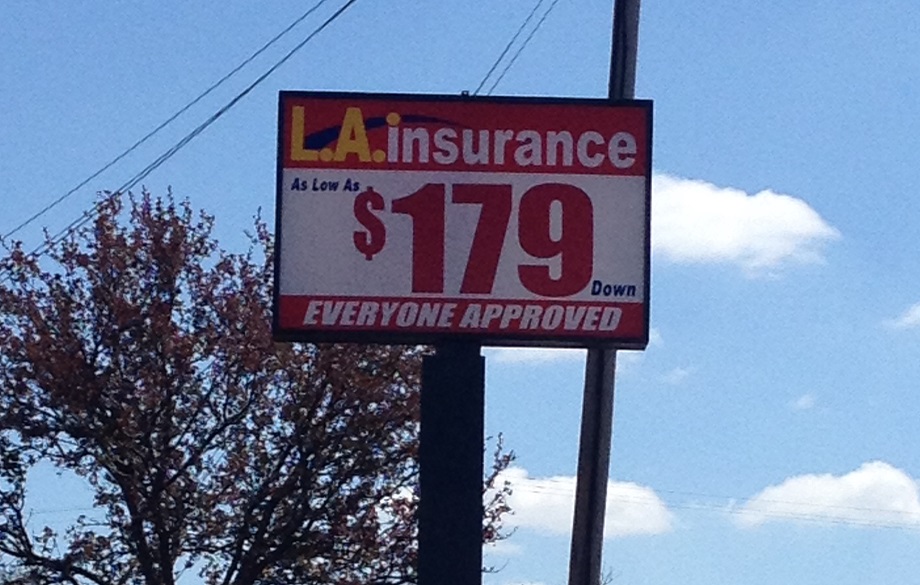 L.A.insurance
As Low As
$179
Down
EVERYONE APPROVED